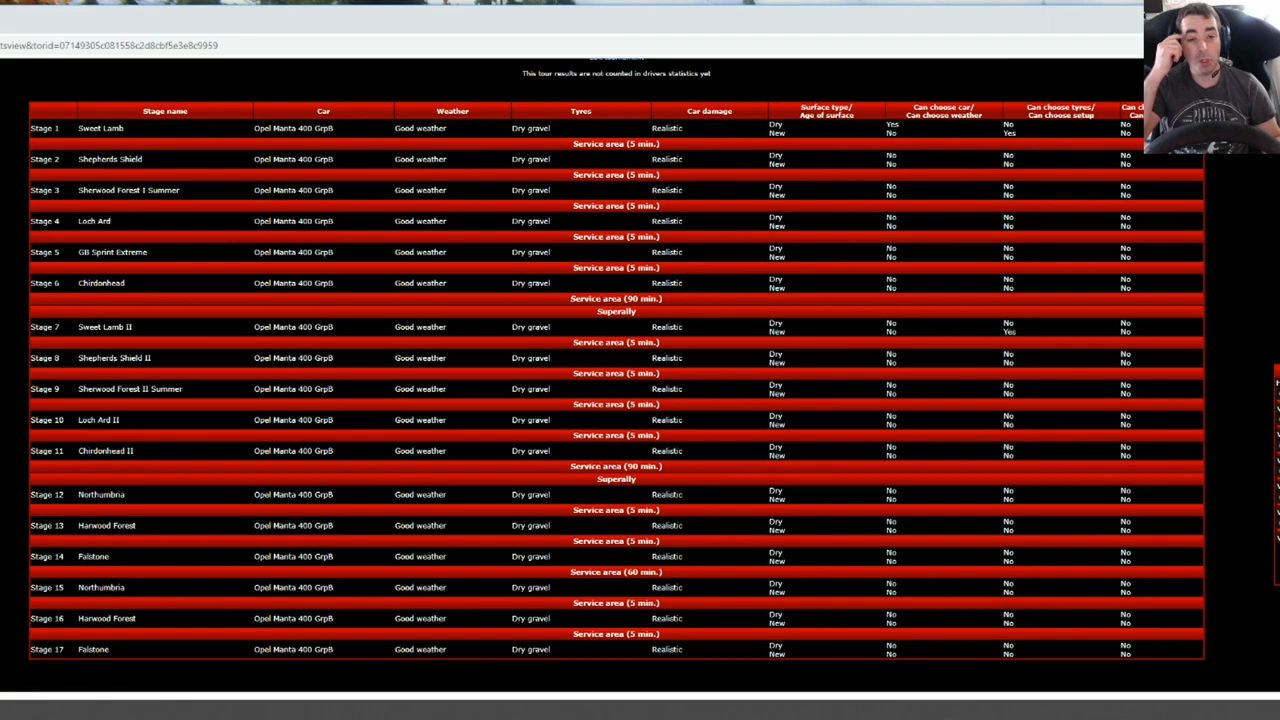 tsview&torid=07149305c081558c2d8cbf5e3e8c9959
This tour results are not counted in drivers statistics yet
Stage name Car Weather Tyres Car damage Surface type/ Age of surface Can choose car/ Can choose weather Can choose tyres/ Can choose setup
Stage 1 Sweet Lamb Opel Manta 400 GrpB Good weather Dry gravel Realistic Dry Yes No No
New No Yes No
Service area (5 min.)
Stage 2 Shepherds Shield Opel Manta 400 GrpB Good weather Dry gravel Realistic Dry No No No
New No No No
Service area (5 min.)
Stage 3 Sherwood Forest I Summer Opel Manta 400 GrpB Good weather Dry gravel Realistic Dry No No No
New No No No
Service area (5 min.)
Stage 4 Loch Ard Opel Manta 400 GrpB Good weather Dry gravel Realistic Dry No No No
New No No No
Service area (5 min.)
Stage 5 GB Sprint Extreme Opel Manta 400 GrpB Good weather Dry gravel Realistic Dry No No No
New No No No
Service area (5 min.)
Stage 6 Chirdonhead Opel Manta 400 GrpB Good weather Dry gravel Realistic Dry No No No
New No No No
Service area (90 min.)
Superally
Stage 7 Sweet Lamb II Opel Manta 400 GrpB Good weather Dry gravel Realistic Dry No No No
New No Yes No
Service area (5 min.)
Stage 8 Shepherds Shield II Opel Manta 400 GrpB Good weather Dry gravel Realistic Dry No No No
New No No No
Service area (5 min.)
Stage 9 Sherwood Forest II Summer Opel Manta 400 GrpB Good weather Dry gravel Realistic Dry No No No
New No No No
Service area (5 min.)
Stage 10 Loch Ard II Opel Manta 400 GrpB Good weather Dry gravel Realistic Dry No No No
New No No No
Service area (5 min.)
Stage 11 Chirdonhead II Opel Manta 400 GrpB Good weather Dry gravel Realistic Dry No No No
New No No No
Service area (90 min.)
Superally
Stage 12 Northumbria Opel Manta 400 GrpB Good weather Dry gravel Realistic Dry No No No
New No No No
Service area (5 min.)
Stage 13 Harwood Forest Opel Manta 400 GrpB Good weather Dry gravel Realistic Dry No No No
New No No No
Service area (5 min.)
Stage 14 Falstone Opel Manta 400 GrpB Good weather Dry gravel Realistic Dry No No No
New No No No
Service area (60 min.)
Stage 15 Northumbria Opel Manta 400 GrpB Good weather Dry gravel Realistic Dry No No No
New No No No
Service area (5 min.)
Stage 16 Harwood Forest Opel Manta 400 GrpB Good weather Dry gravel Realistic Dry No No No
New No No No
Service area (5 min.)
Stage 17 Falstone Opel Manta 400 GrpB Good weather Dry gravel Realistic Dry No No No
New No No No